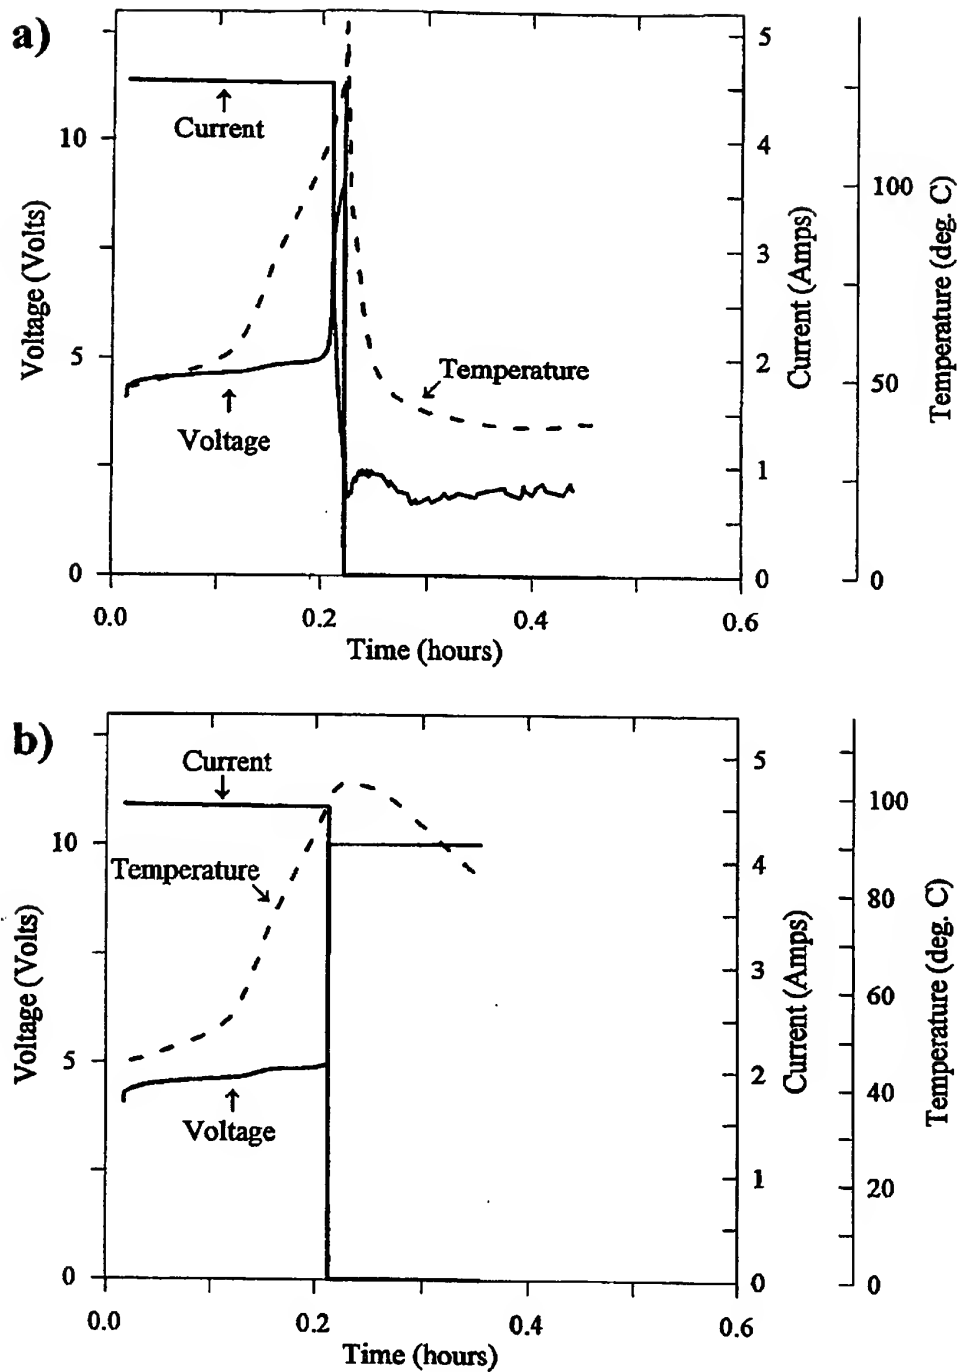 a)
Current
Voltage
Temperature
Voltage (Volts)
10
5
0
5
4
3
2
1
0
Current (Amps)
100
50
0
Temperature (deg. C)
0.0
0.2
0.4
0.6
Time (hours)
b)
Current
Temperature
Voltage
Voltage (Volts)
10
5
0
5
4
3
2
1
0
Current (Amps)
100
80
60
40
20
0
Temperature (deg. C)
0.0
0.2
0.4
0.6
Time (hours)